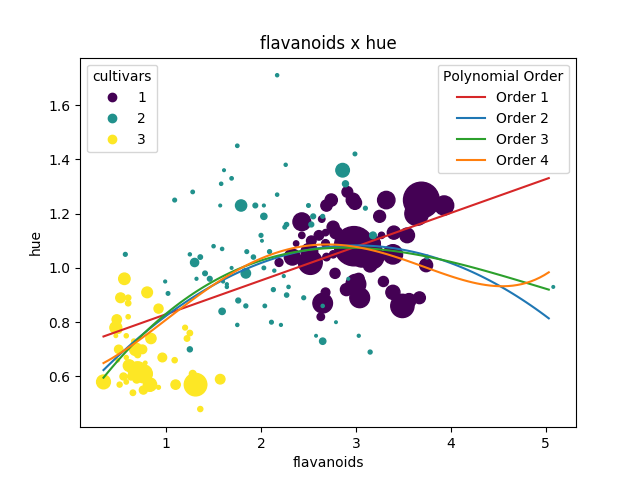 flavanoids x hue
cultivars
1
2
3
Polynomial Order
Order 1
Order 2
Order 3
Order 4
hue
1.6
1.4
1.2
1.0
0.8
0.6
1 2 3 4 5
flavanoids